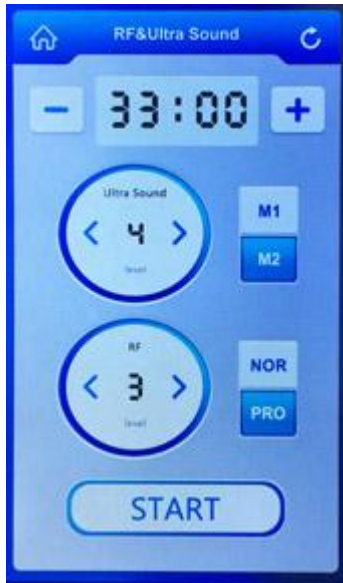 RF&Ultra Sound
− 33:00 +
Ultra Sound
< 4 >
level
M1
M2
RF
< 3 >
level
NOR
PRO
START